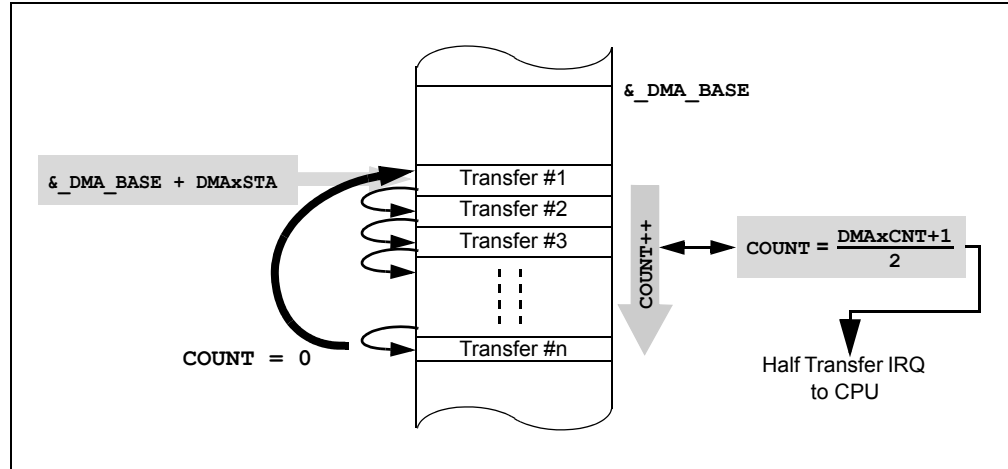 &_DMA_BASE
&_DMA_BASE + DMAxSTA
Transfer #1
Transfer #2
Transfer #3
Transfer #n
COUNT = 0
COUNT++
COUNT = DMAxCNT+1
2
Half Transfer IRQ
to CPU